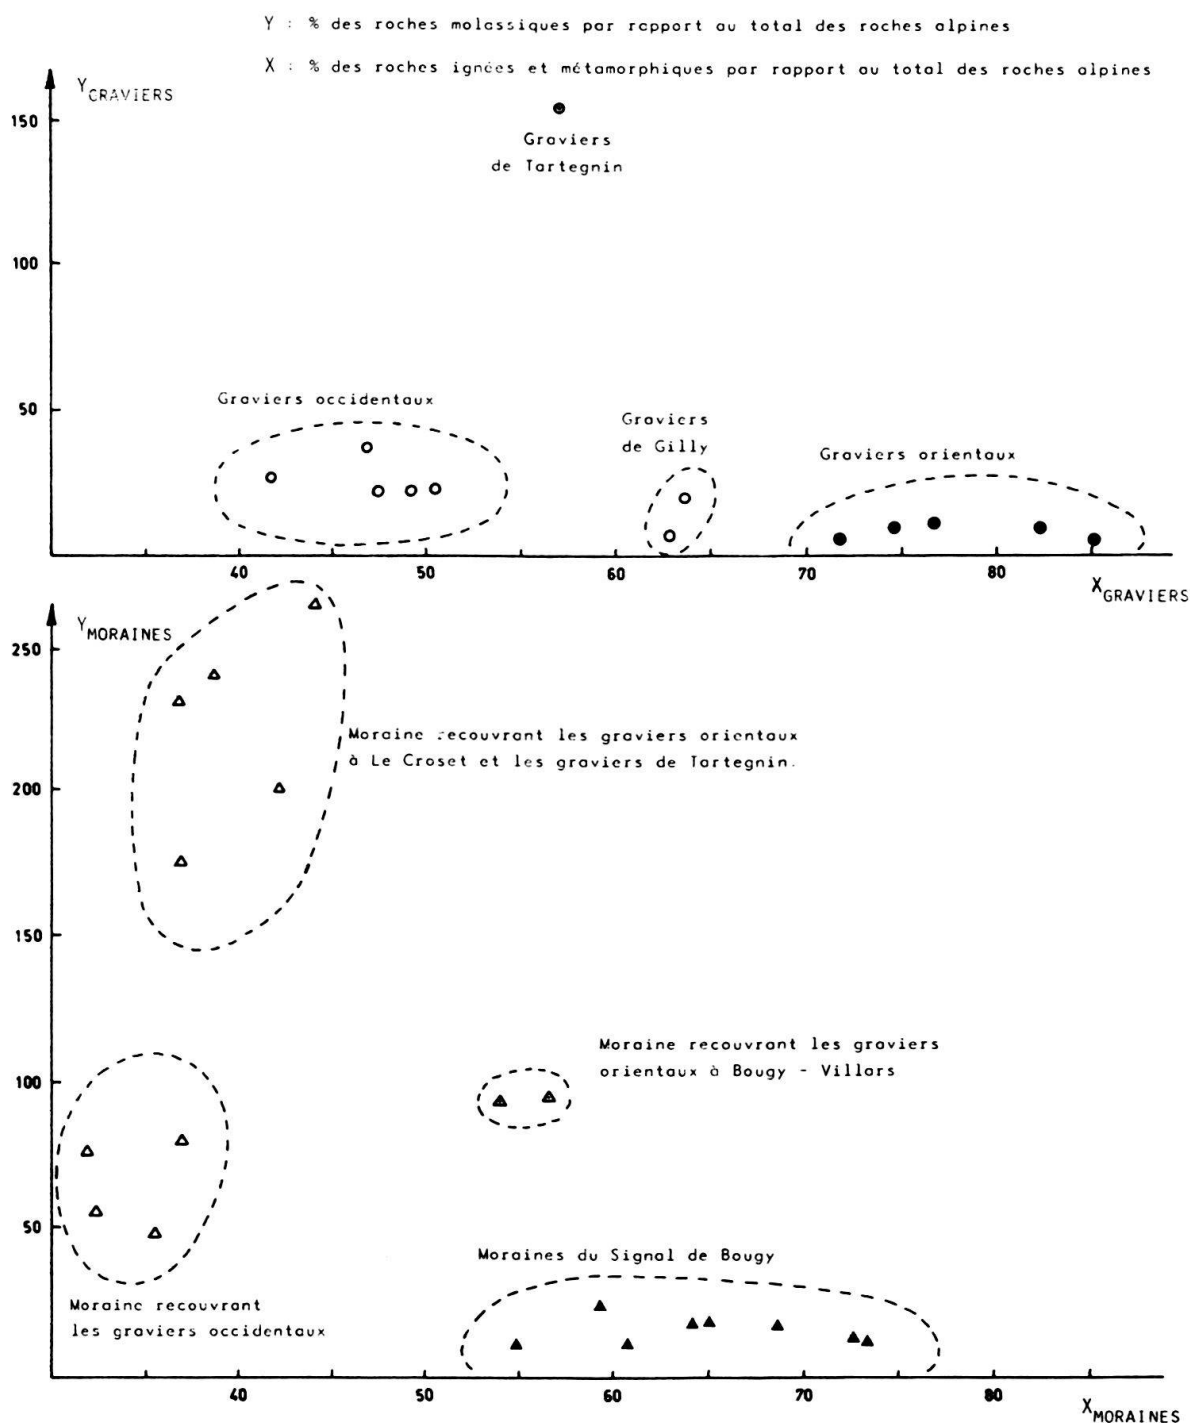 Y : % des roches molassiques par rapport au total des roches alpines
X : % des roches ignées et métamorphiques par rapport au total des roches alpines
Y GRAVIERS
150
Graviers
de Tartegnin
100
50
Graviers occidentaux
Graviers
de Gilly
Graviers orientaux
40
50
60
70
80
X GRAVIERS
Y MORAINES
250
Moraine recouvrant les graviers orientaux
à Le Croset et les graviers de Tartegnin.
200
150
100
Moraine recouvrant les graviers
orientaux à Bougy - Villars
50
Moraines du Signal de Bougy
Moraine recouvrant
les graviers occidentaux
40
50
60
70
80
X MORAINES